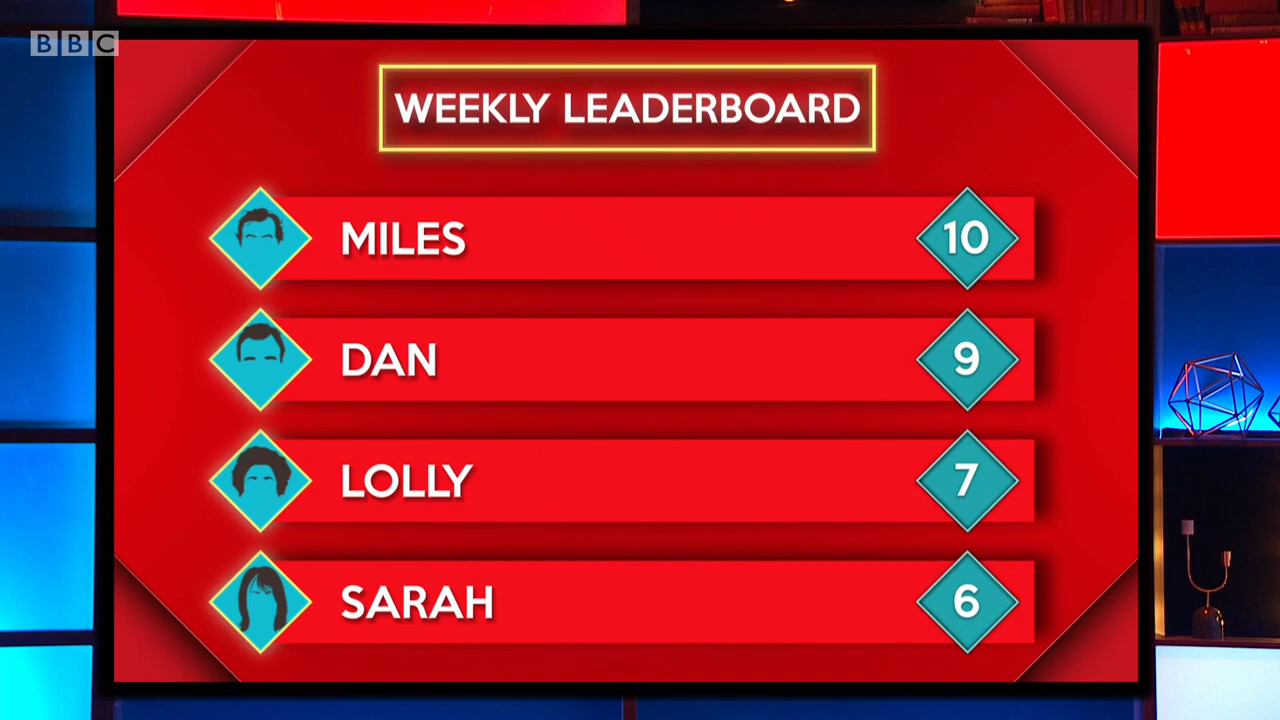 BBC
WEEKLY LEADERBOARD
MILES 10
DAN 9
LOLLY 7
SARAH 6